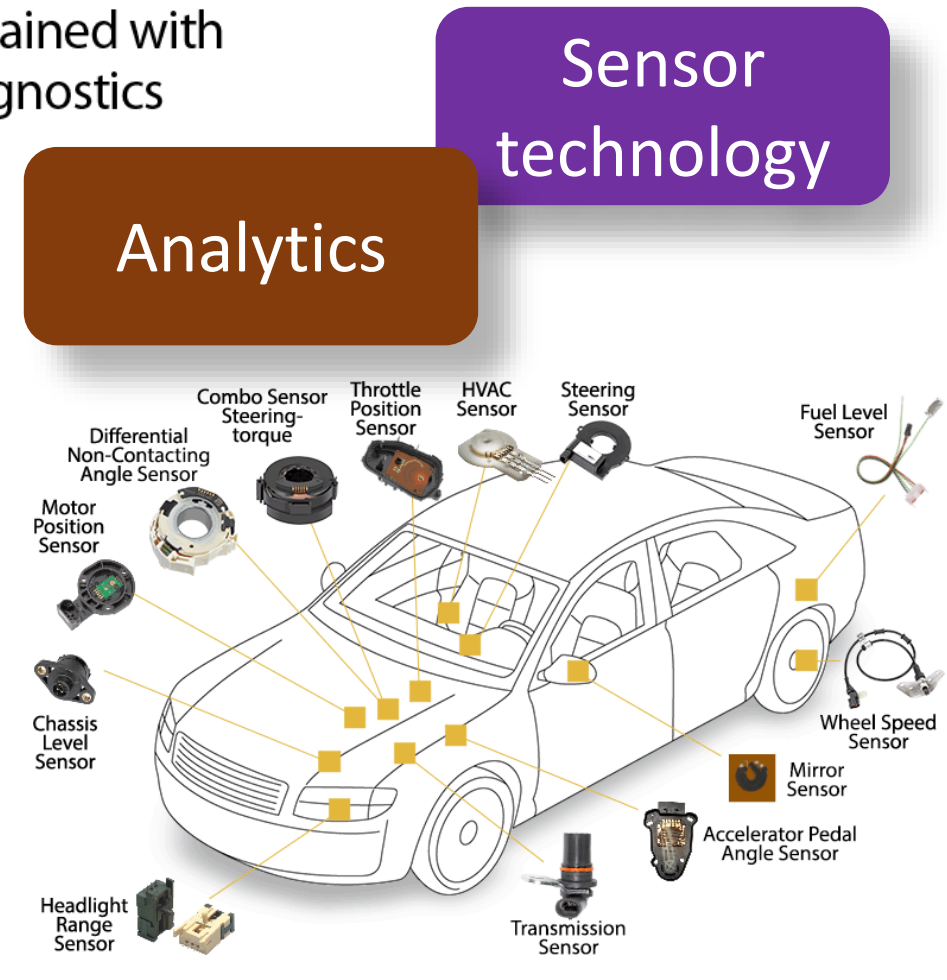 ained with
gnostics
Sensor
technology
Analytics
Combo Sensor
Steering-
torque
Throttle
Position
Sensor
HVAC
Sensor
Steering
Sensor
Fuel Level
Sensor
Differential
Non-Contacting
Angle Sensor
Motor
Position
Sensor
Chassis
Level
Sensor
Wheel Speed
Sensor
Mirror
Sensor
Accelerator Pedal
Angle Sensor
Headlight
Range
Sensor
Transmission
Sensor